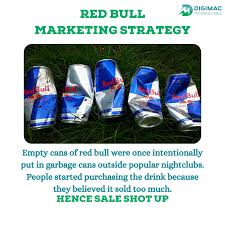 RED BULL
DIGIMAC
MARKETING STRATEGY
Empty cans of red bull were once intentionally
put in garbage cans outside popular nightclubs.
People started purchasing the drink because
they believed it sold too much.
HENCE SALE SHOT UP